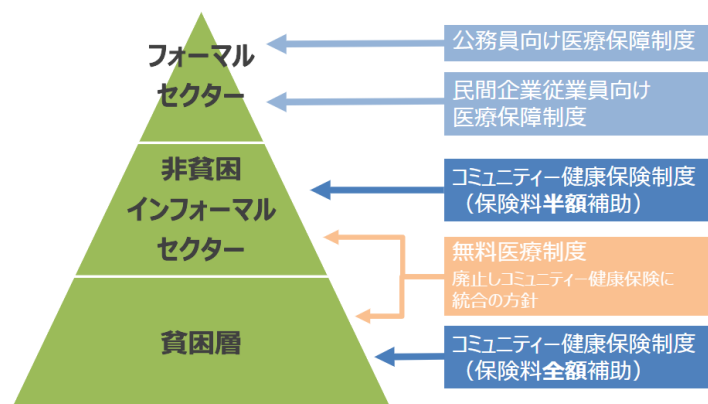 フォーマル
セクター
非貧困
インフォーマル
セクター
貧困層
公務員向け医療保障制度
民間企業従業員向け
医療保障制度
コミュニティー健康保険制度
（保険料半額補助）
無料医療制度
廃止しコミュニティー健康保険に
統合の方針
コミュニティー健康保険制度
（保険料全額補助）